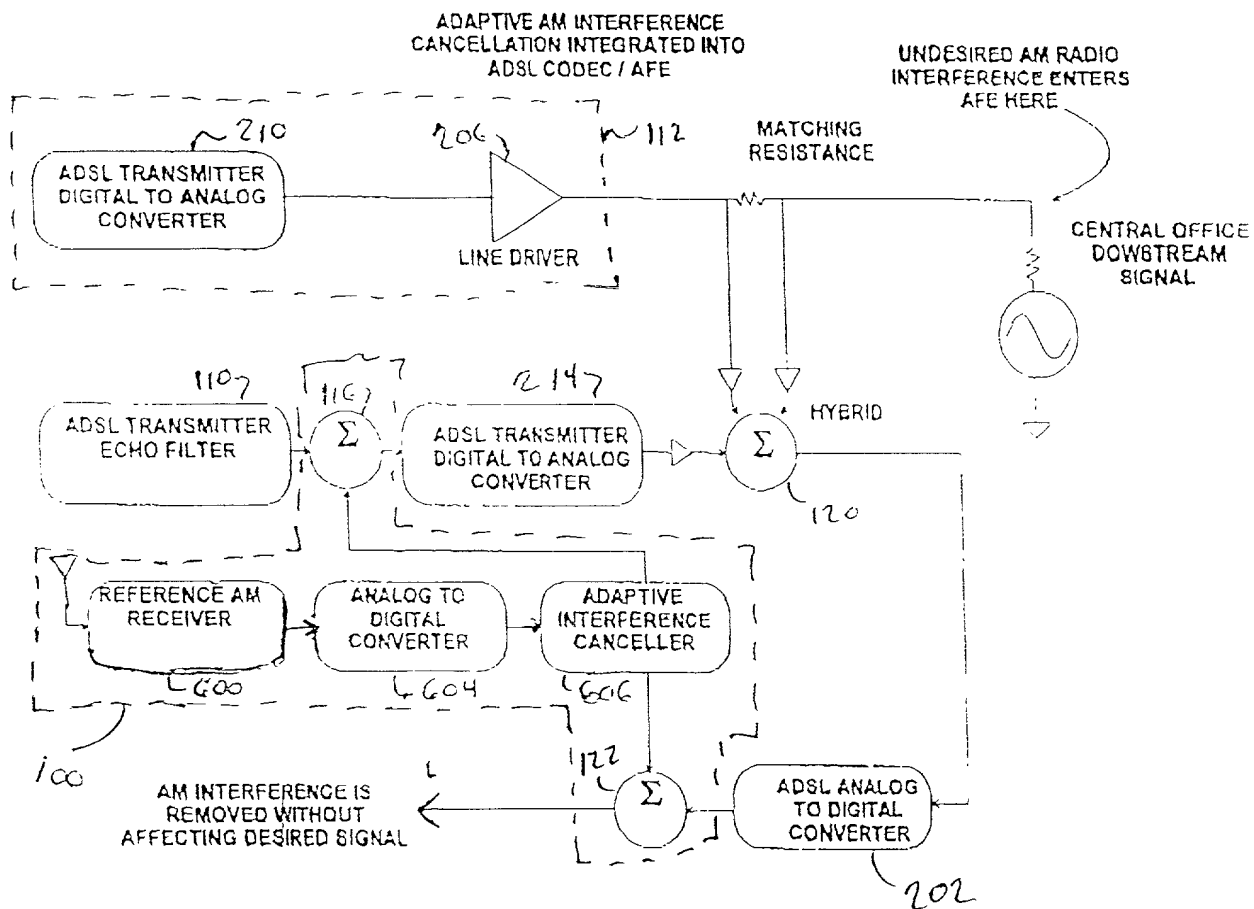 ADAPTIVE AM INTERFERENCE
CANCELLATION INTEGRATED INTO
ADSL CODEC / AFE
UNDESIRED AM RADIO
INTERFERENCE ENTERS
AFE HERE
210
206
112
MATCHING
RESISTANCE
ADSL TRANSMITTER
DIGITAL TO ANALOG
CONVERTER
LINE DRIVER
CENTRAL OFFICE
DOWSTREAM
SIGNAL
110
116
214
HYBRID
ADSL TRANSMITTER
ECHO FILTER
Σ
ADSL TRANSMITTER
DIGITAL TO ANALOG
CONVERTER
Σ
120
REFERENCE AM
RECEIVER
ANALOG TO
DIGITAL
CONVERTER
ADAPTIVE
INTERFERENCE
CANCELLER
600
604
606
100
122
AM INTERFERENCE IS
REMOVED WITHOUT
AFFECTING DESIRED SIGNAL
Σ
ADSL ANALOG
TO DIGITAL
CONVERTER
202